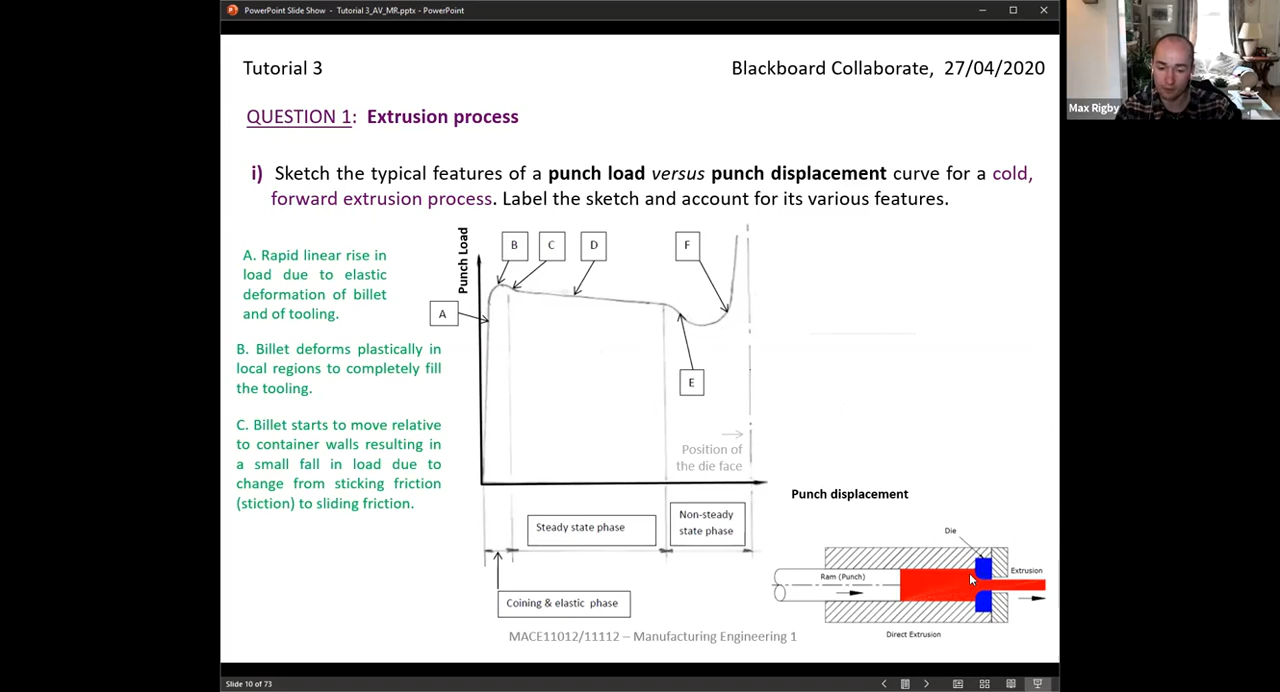 PowerPoint Slide Show - Tutorial 3_AV_MR.pptx - PowerPoint
Max Rigby
Tutorial 3
Blackboard Collaborate, 27/04/2020
QUESTION 1: Extrusion process
i) Sketch the typical features of a punch load versus punch displacement curve for a cold,
forward extrusion process. Label the sketch and account for its various features.
A. Rapid linear rise in
load due to elastic
deformation of billet
and of tooling.
B. Billet deforms plastically in
local regions to completely fill
the tooling.
C. Billet starts to move relative
to container walls resulting in
a small fall in load due to
change from sticking friction
(stiction) to sliding friction.
Punch Load
B
C
D
F
A
E
Position of
the die face
Punch displacement
Steady state phase
Non-steady
state phase
Coining & elastic phase
Die
Ram (Punch)
Extrusion
Direct Extrusion
MACE11012/11112 – Manufacturing Engineering 1
Slide 10 of 73